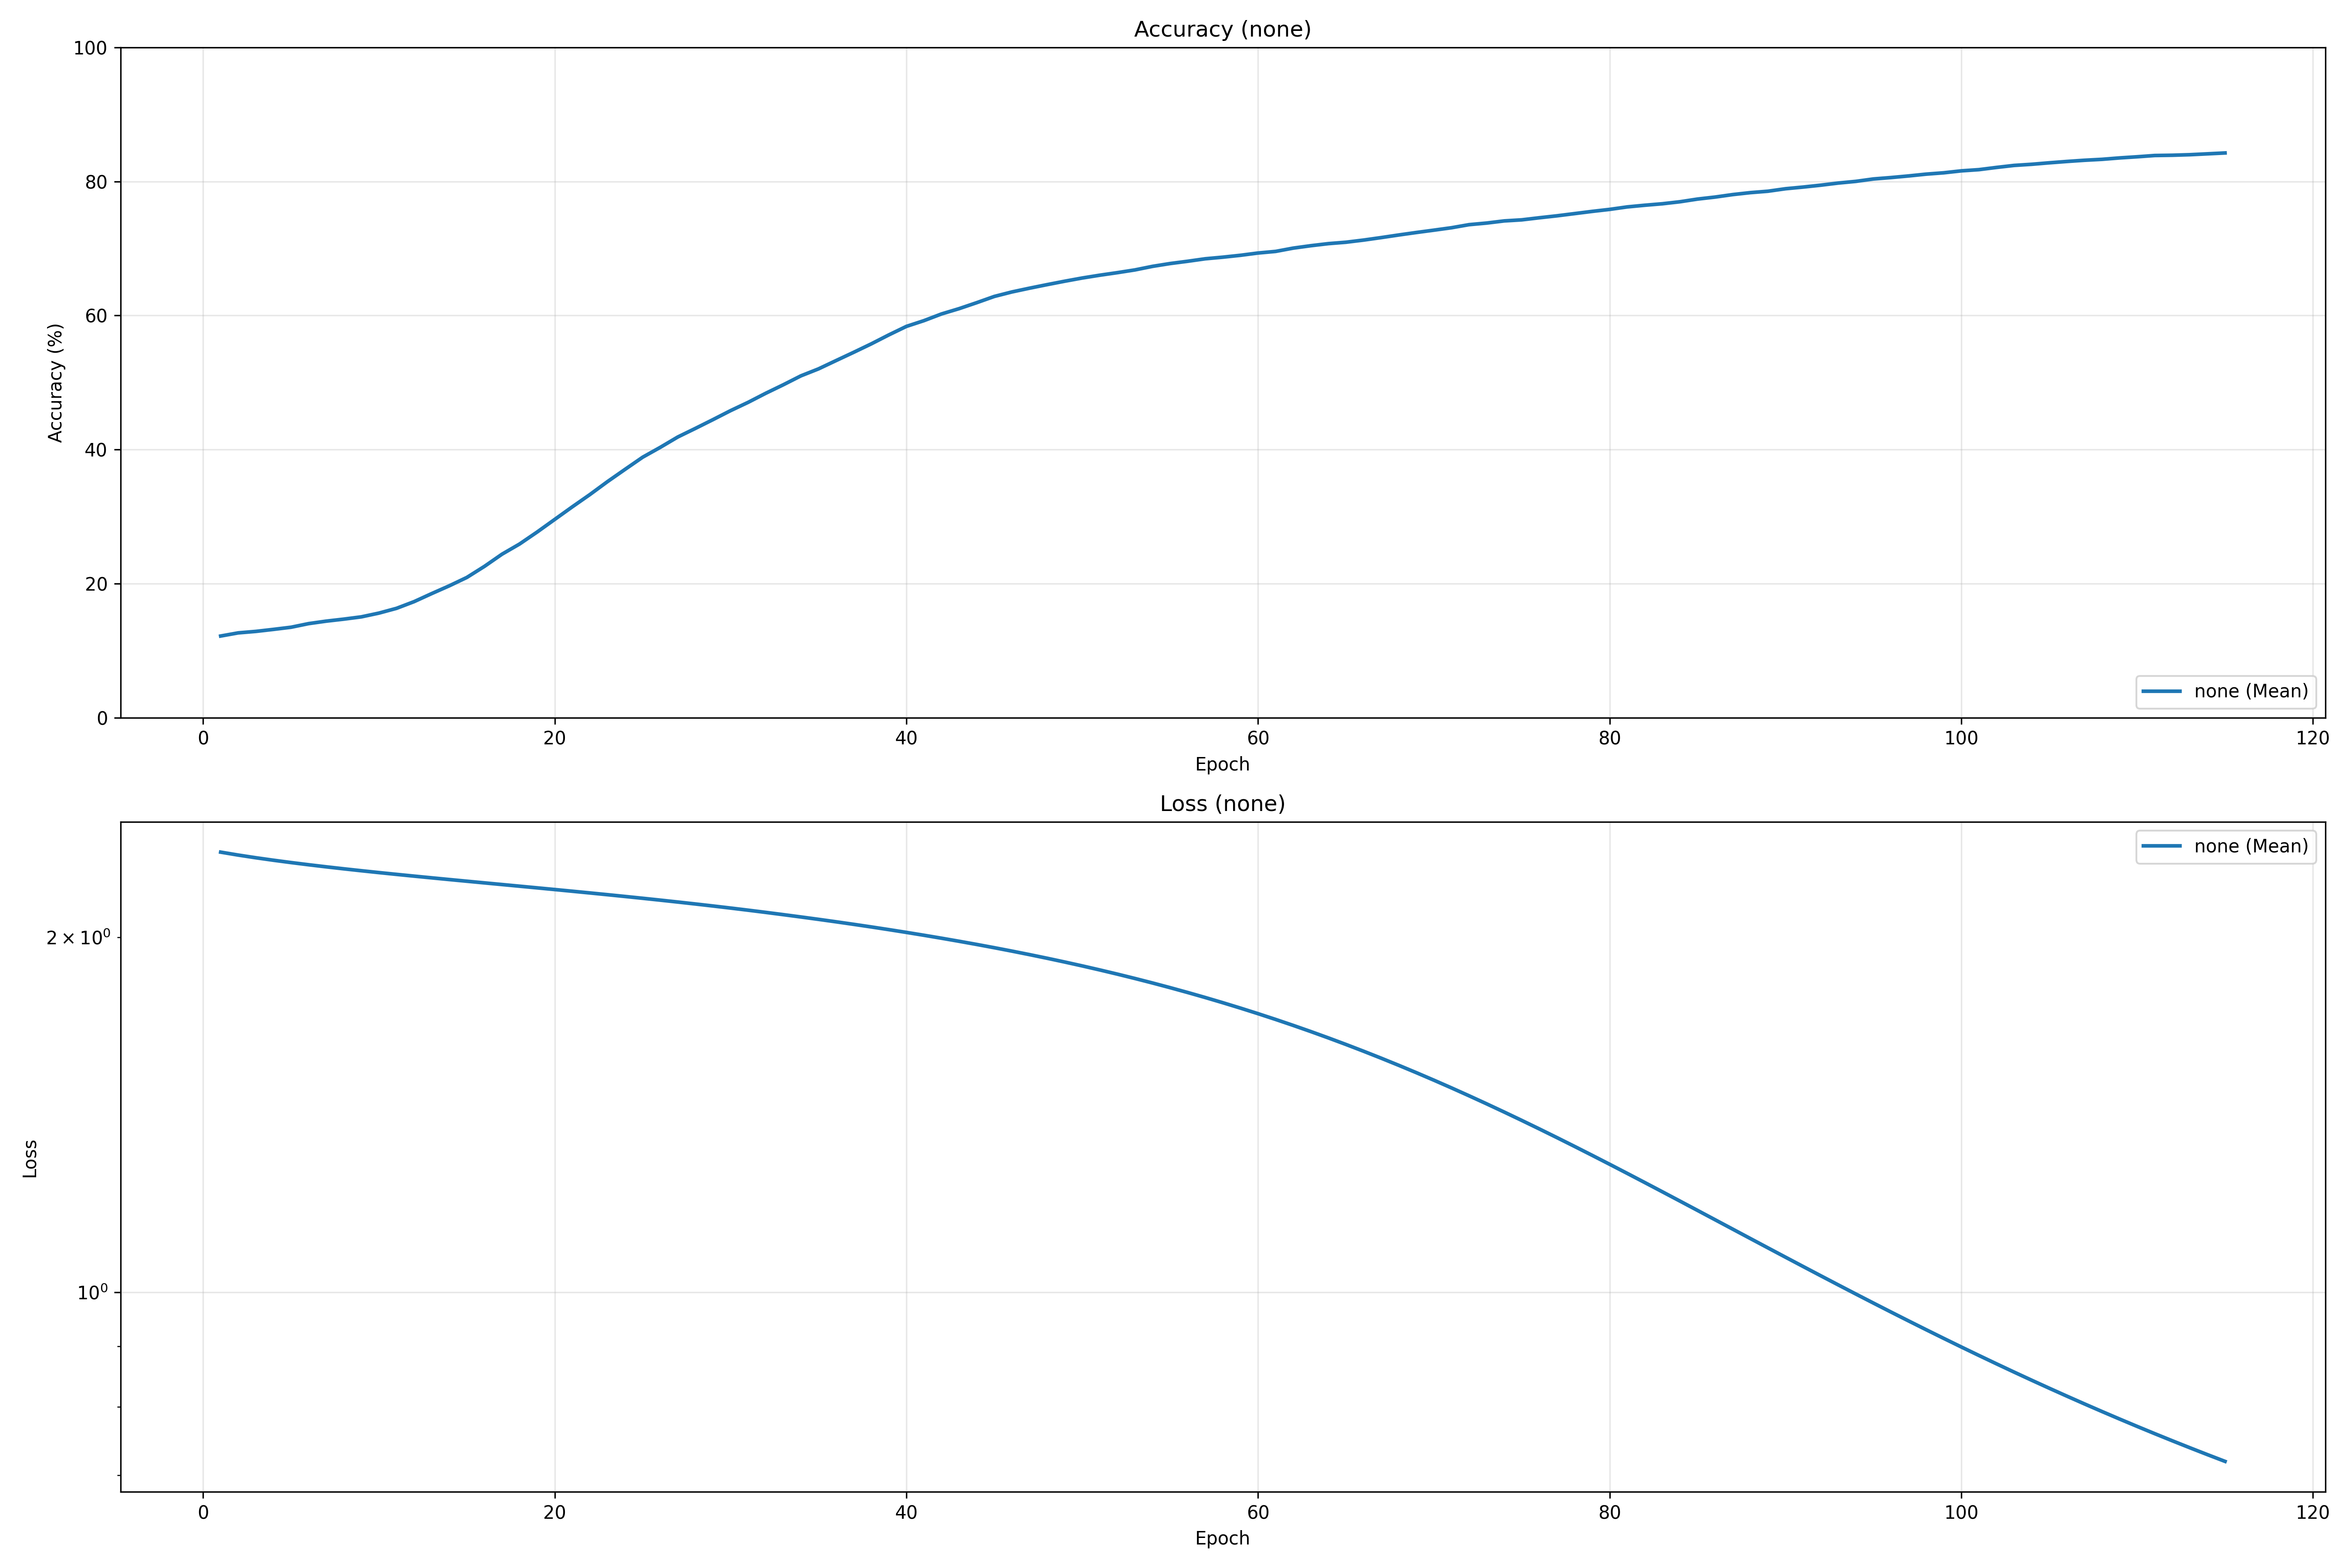 Accuracy (none)
100
80
60
40
20
0
Accuracy (%)
none (Mean)
0 20 40 60 80 100 120
Epoch
Loss (none)
none (Mean)
2 × 10⁰
10⁰
Loss
0 20 40 60 80 100 120
Epoch